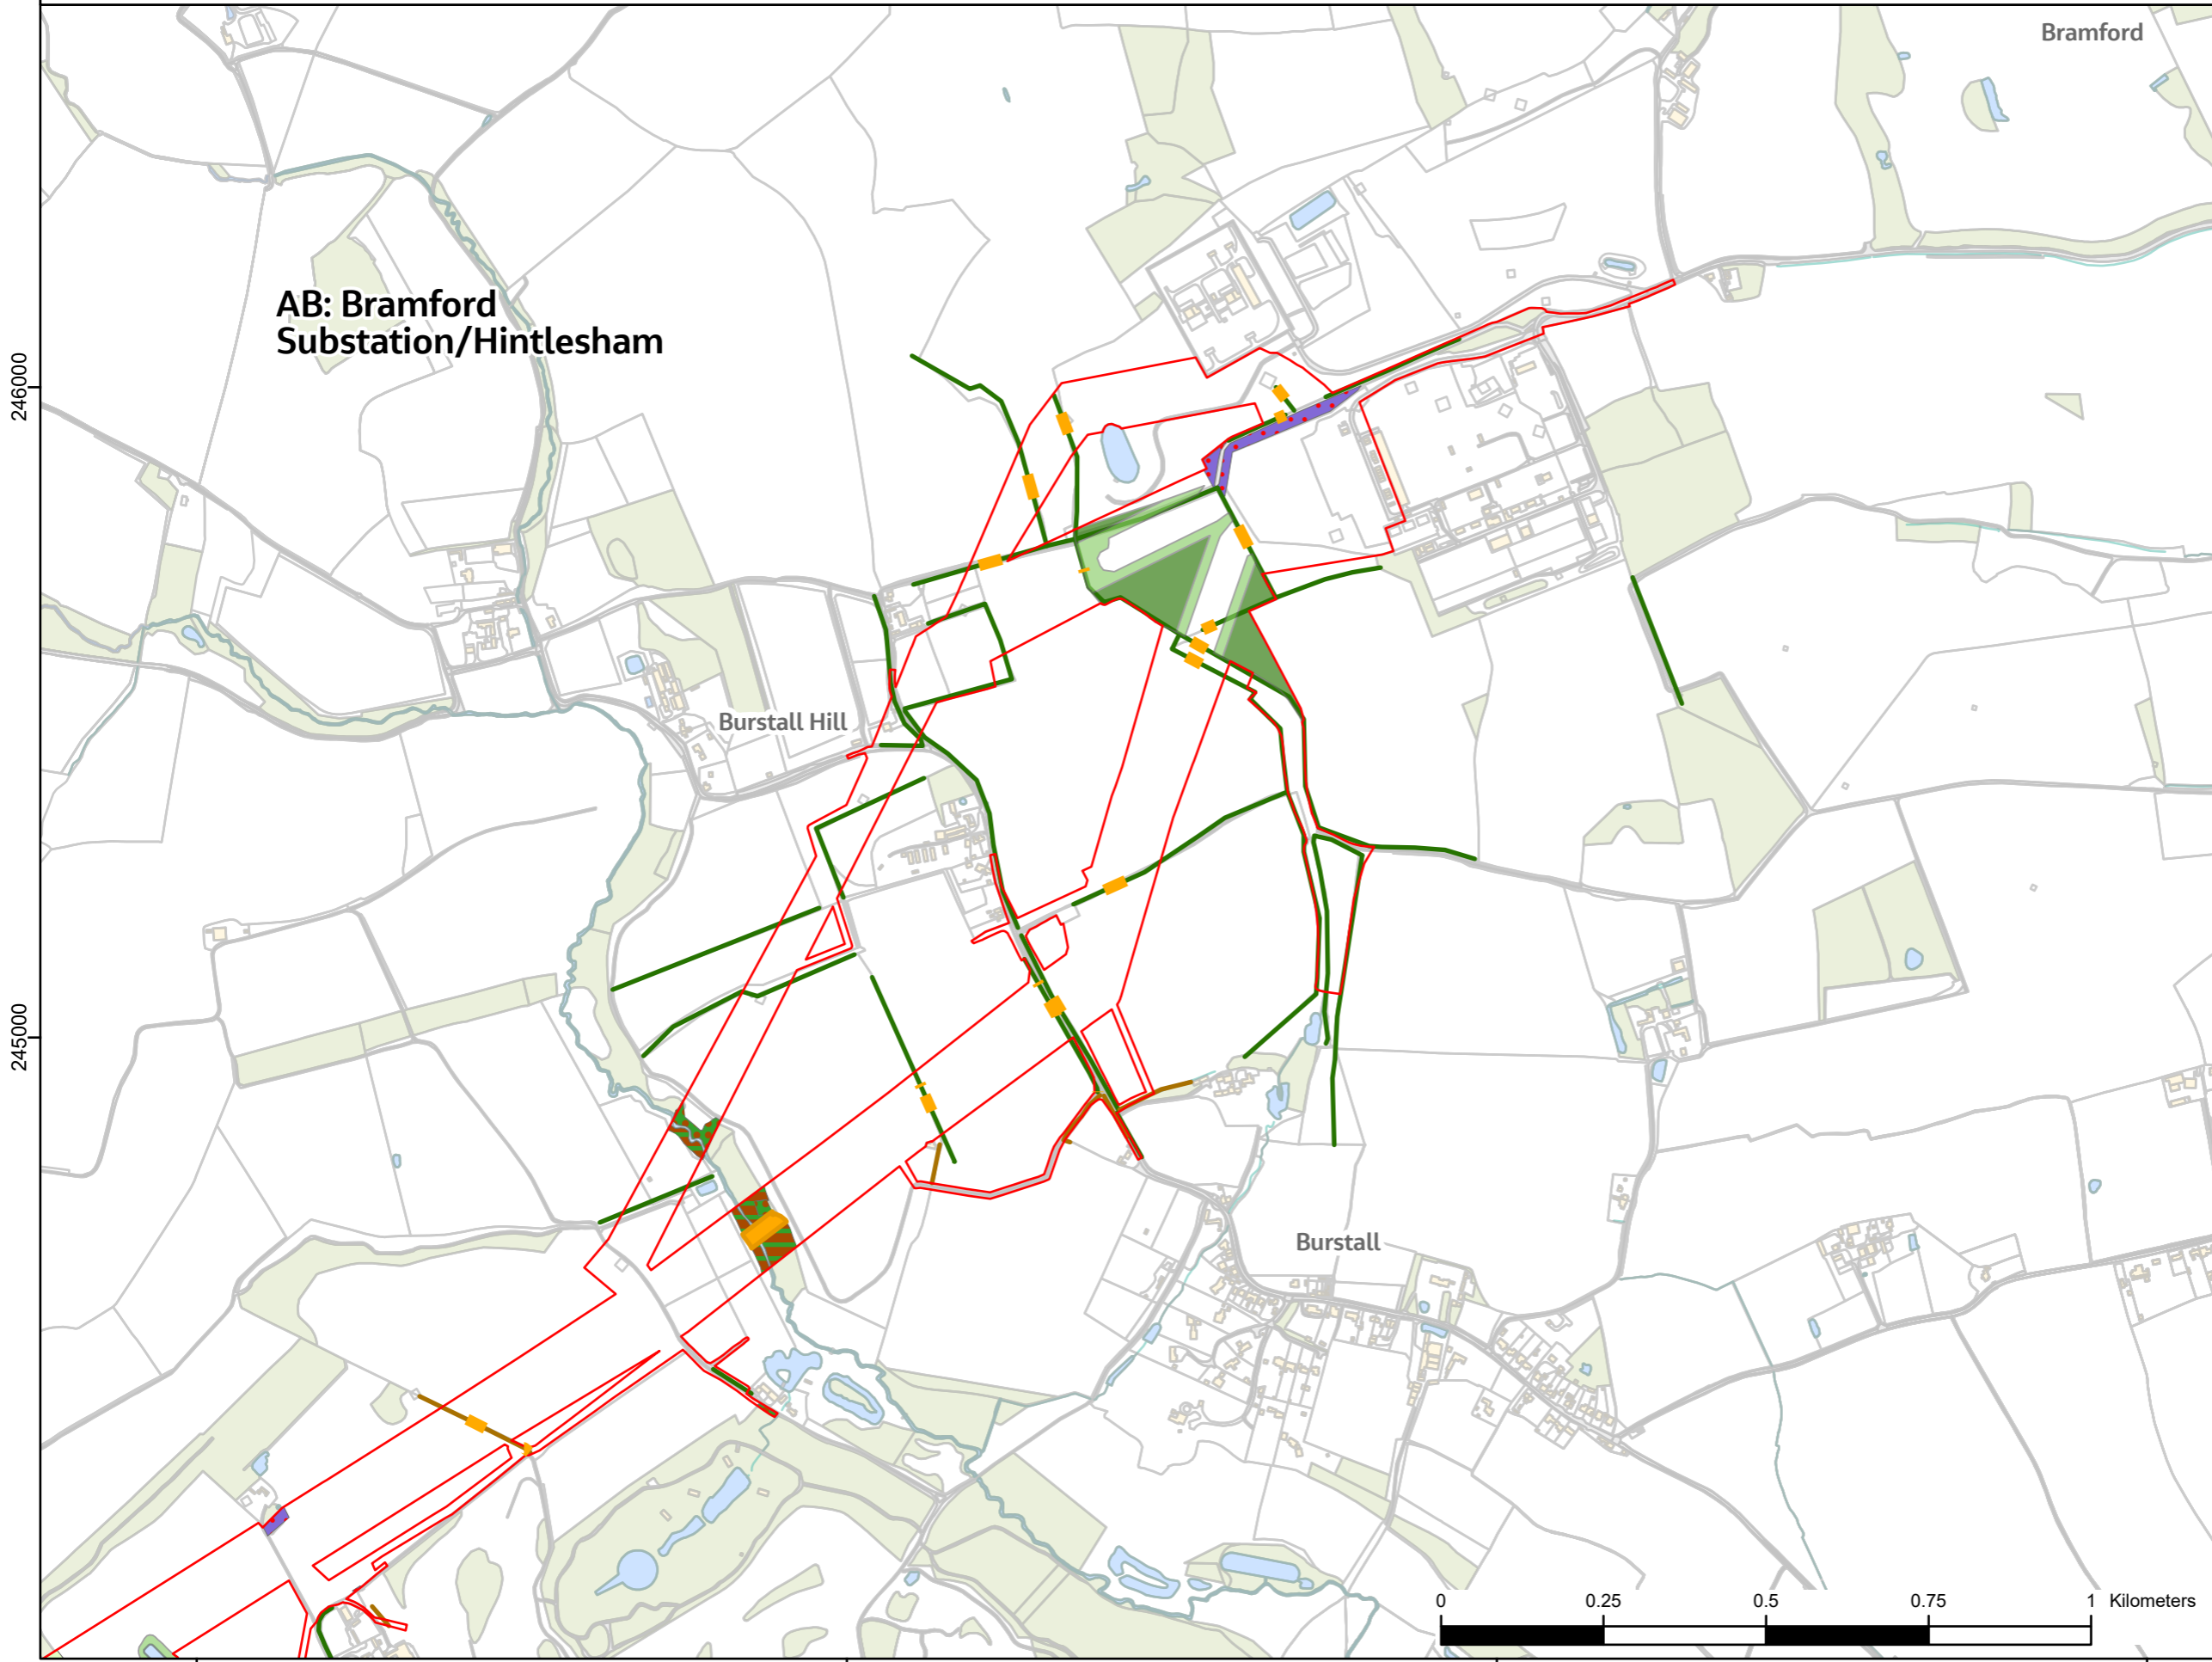 Bramford
AB: Bramford
Substation/Hintlesham
246000
Burstall Hill
245000
Burstall
0 0.25 0.5 0.75 1 Kilometers